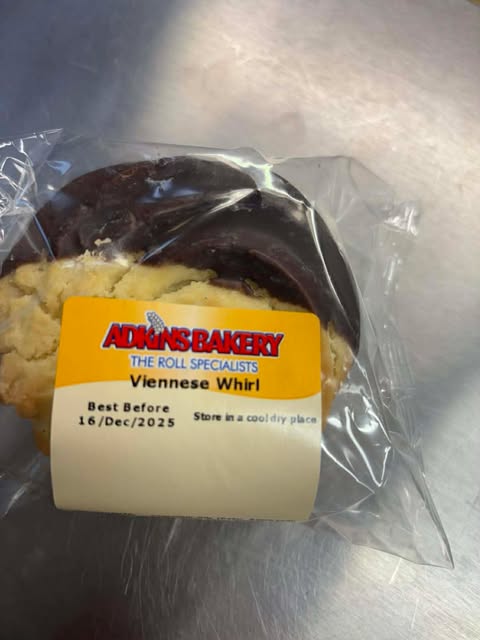 ADKINS BAKERY
THE ROLL SPECIALISTS
Viennese Whirl
Best Before
16/Dec/2025
Store in a cool dry place